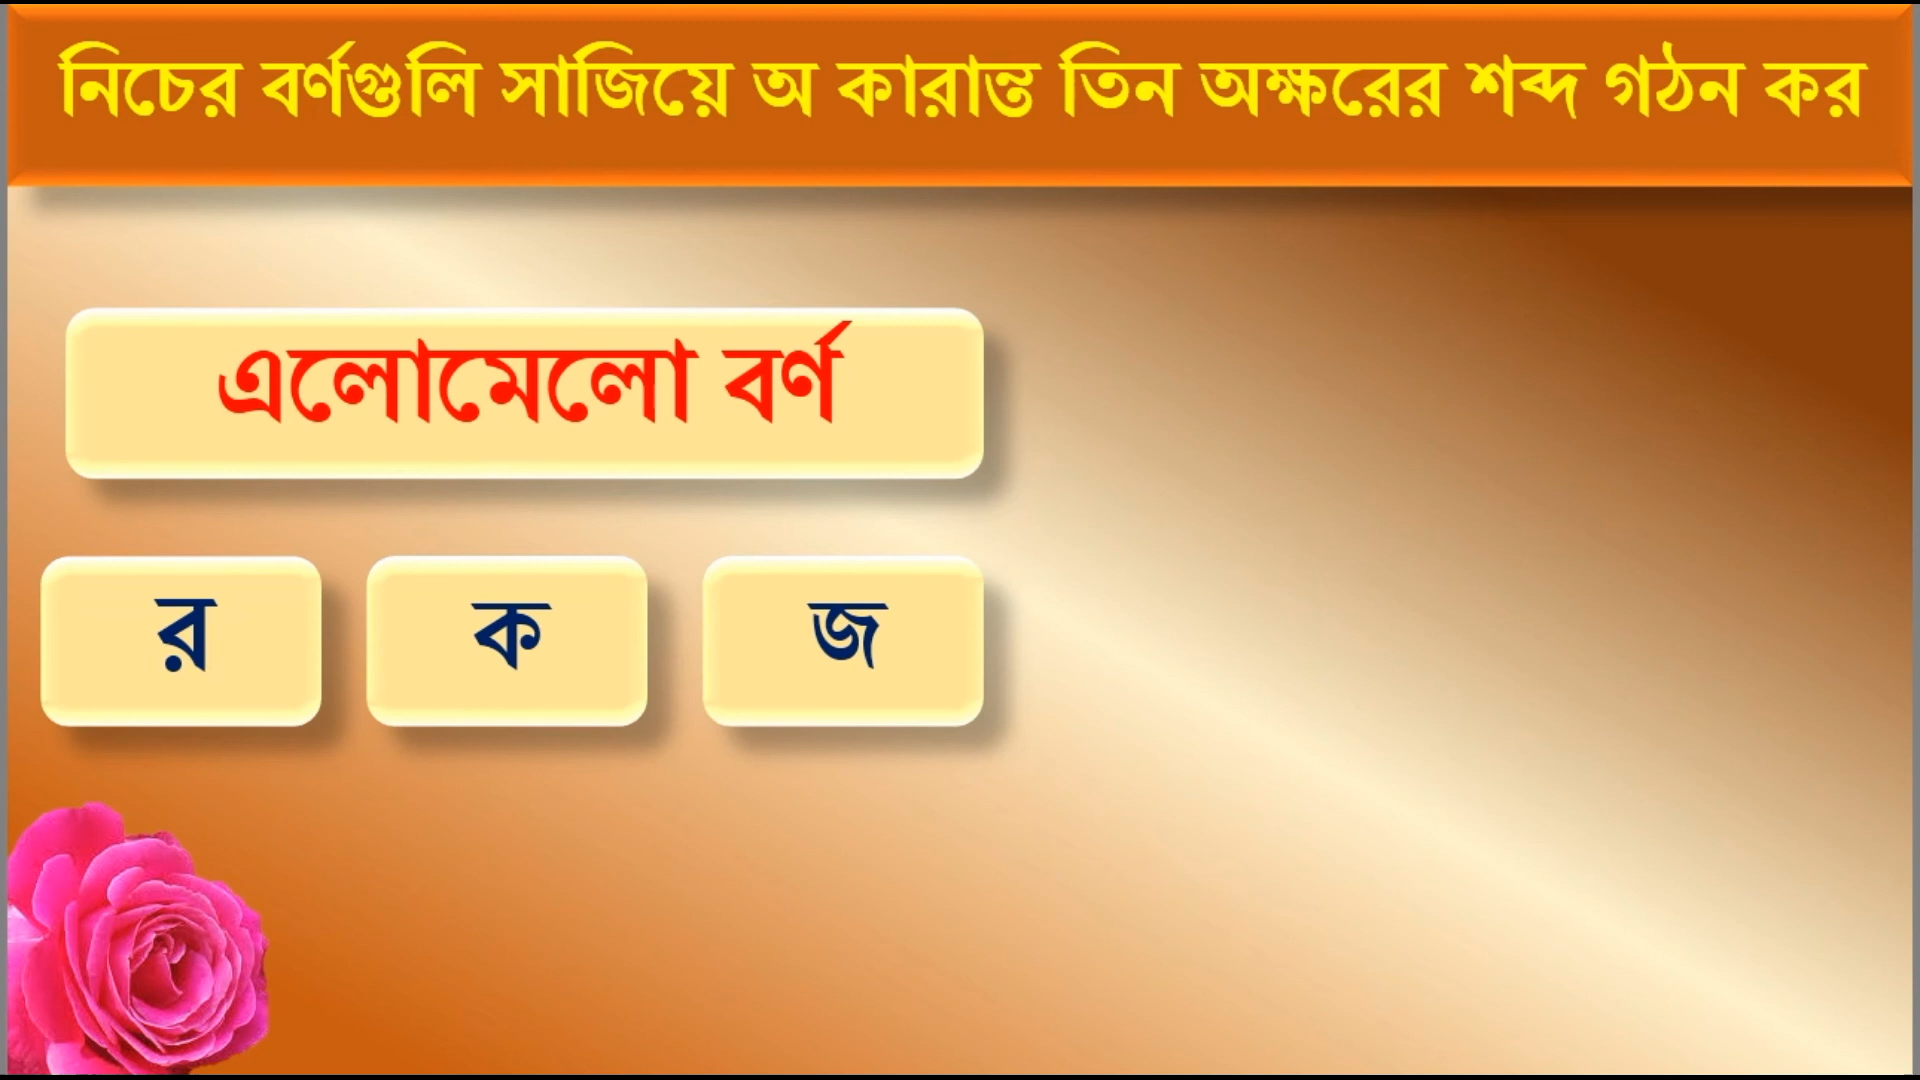 নিচের বর্ণগুলি সাজিয়ে অ কারান্ত তিন অক্ষরের শব্দ গঠন কর
এলোমেলো বর্ণ
র ক জ